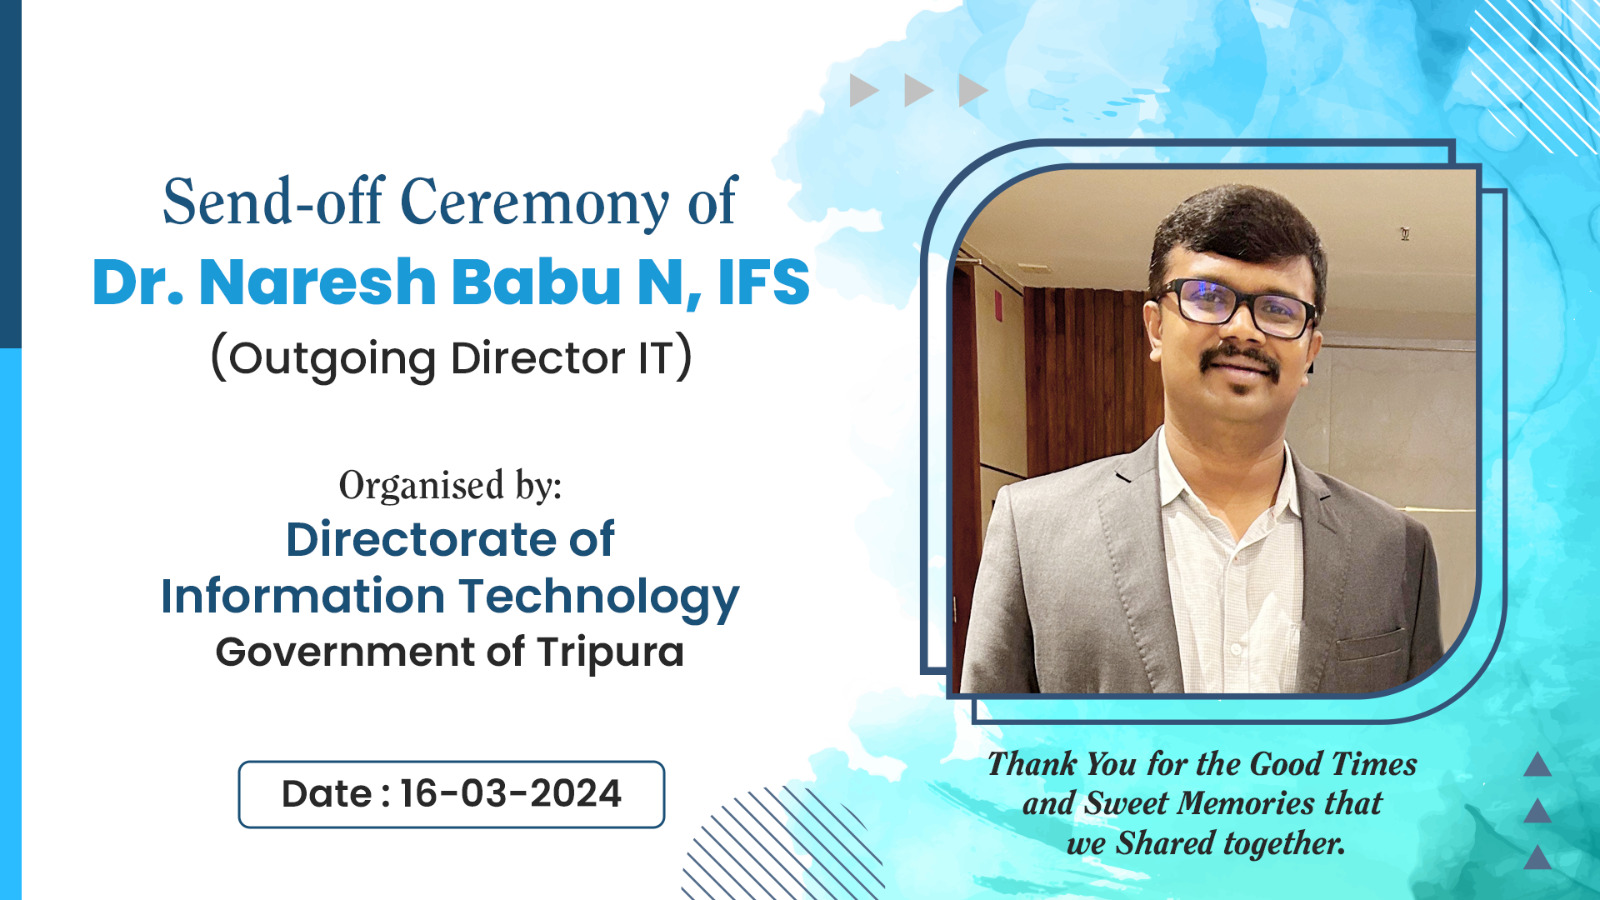 Send-off Ceremony of
Dr. Naresh Babu N, IFS
(Outgoing Director IT)
Organised by:
Directorate of
Information Technology
Government of Tripura
Date : 16-03-2024
Thank You for the Good Times
and Sweet Memories that
we Shared together.